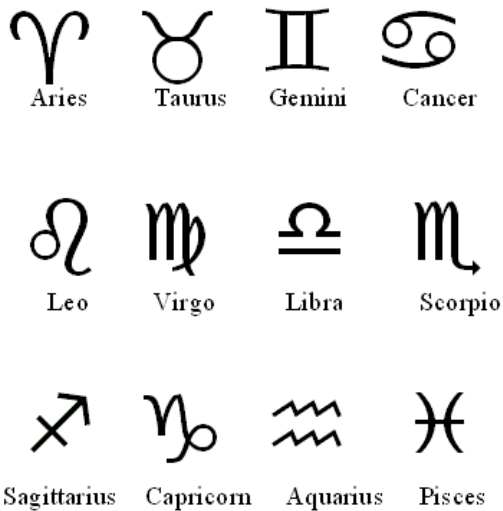 Aries Taurus Gemini Cancer
Leo Virgo Libra Scorpio
Sagittarius Capricorn Aquarius Pisces